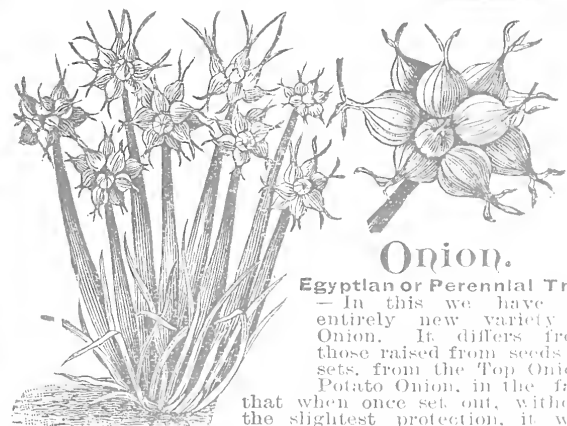 Onion.
Egyptian or Perennial Tr
— In this we have
entirely new variety
Onion. It differs fro
those raised from seeds
sets, from the Top Onio
Potato Onion, in the fa
that when once set out, witho
the slightest protection, it w